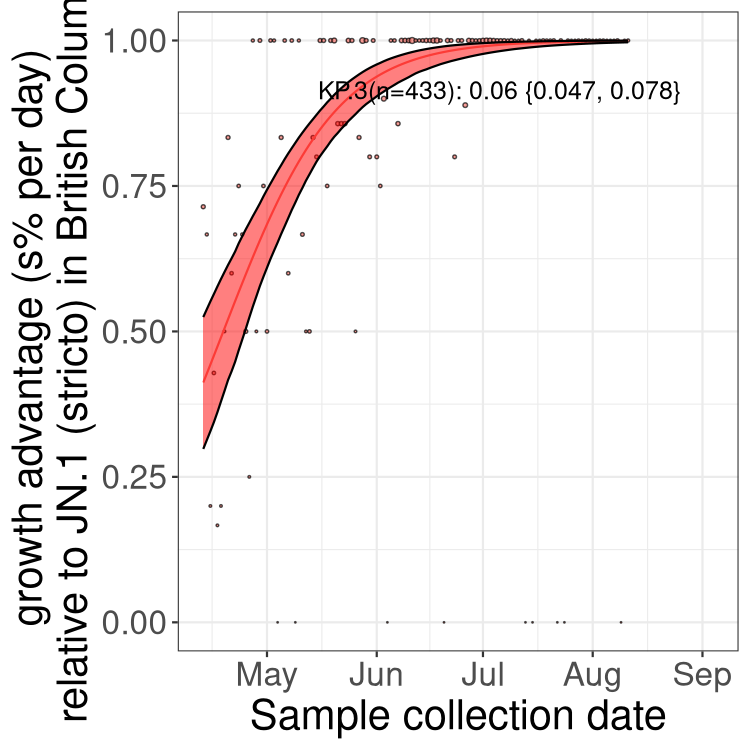 growth advantage (s% per day)
relative to JN.1 (stricto) in British Colum
1.00
0.75
0.50
0.25
0.00
KP.3(n=433): 0.06 {0.047, 0.078}
May Jun Jul Aug Sep
Sample collection date